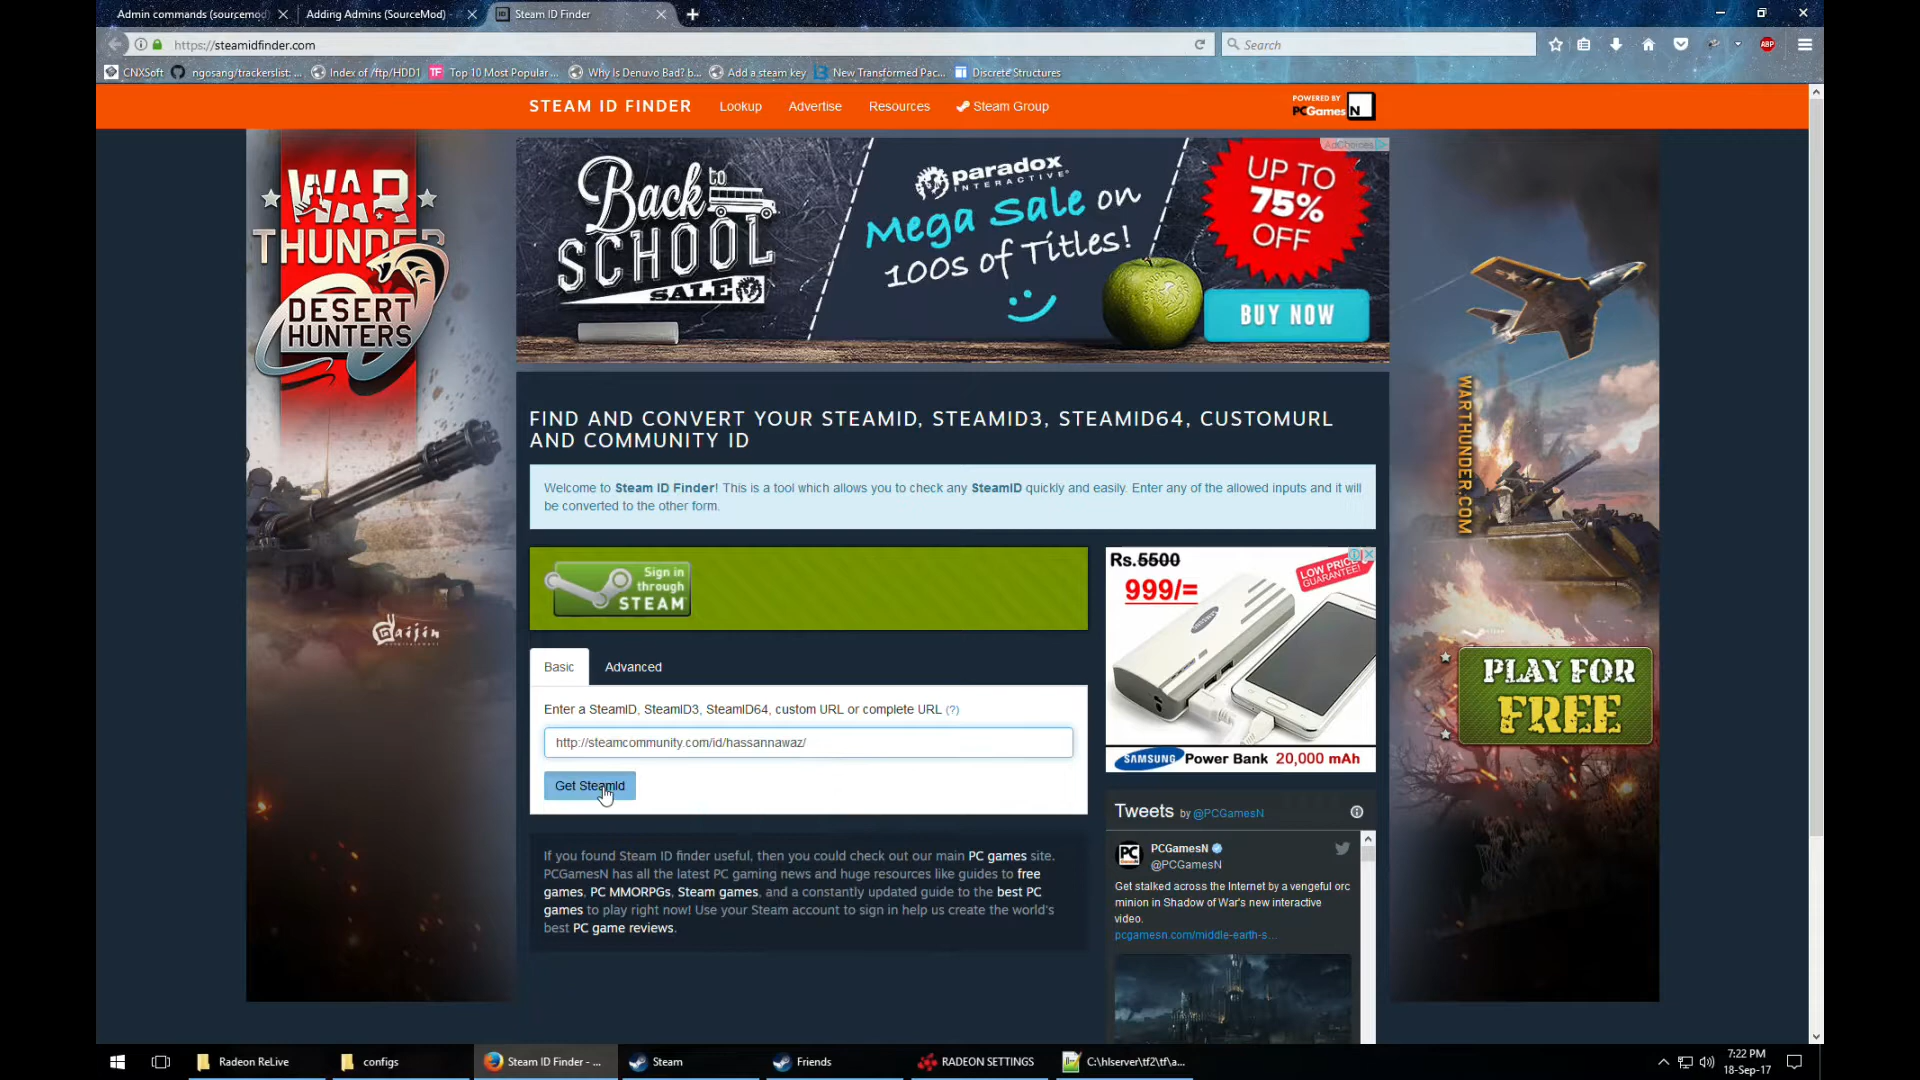 Admin commands (sourcemod)
Adding Admins (SourceMod) -
Steam ID Finder
https://steamidfinder.com
Search
ABP
CNXSoft
ngosang/trackerslist: ...
Index of /ftp/HDD1
TF Top 10 Most Popular ...
Why Is Denuvo Bad? b...
Add a steam key
New Transformed Pac...
Discrete Structures
STEAM ID FINDER
Lookup
Advertise
Resources
Steam Group
POWERED BY
PCGamesN
AdChoices
WAR
THUNDER
DESERT
HUNTERS
Gaijin
Back to
SCHOOL
SALE
paradox
INTERACTIVE
Mega Sale on
100s of Titles!
UP TO
75%
OFF
BUY NOW
WARTHUNDER.COM
PLAY FOR
FREE
FIND AND CONVERT YOUR STEAMID, STEAMID3, STEAMID64, CUSTOMURL
AND COMMUNITY ID
Welcome to Steam ID Finder! This is a tool which allows you to check any SteamID quickly and easily. Enter any of the allowed inputs and it will
be converted to the other form.
Sign in
through
STEAM
Basic
Advanced
Enter a SteamID, SteamID3, SteamID64, custom URL or complete URL (?)
http://steamcommunity.com/id/hassannawaz/
Get SteamId
If you found Steam ID finder useful, then you could check out our main PC games site.
PCGamesN has all the latest PC gaming news and huge resources like guides to free
games, PC MMORPGs, Steam games, and a constantly updated guide to the best PC
games to play right now! Use your Steam account to sign in help us create the world's
best PC game reviews.
Rs.5500
999/=
LOW PRICE
GUARANTEE!
SAMSUNG
SAMSUNG Power Bank 20,000 mAh
Tweets by @PCGamesN
PC
PCGamesN
@PCGamesN
Get stalked across the Internet by a vengeful orc
minion in Shadow of War's new interactive
video.
pcgamesn.com/middle-earth-s...
Radeon ReLive
configs
Steam ID Finder - ...
Steam
Friends
RADEON SETTINGS
C:\hlserver\tf2\tf\a...
7:22 PM
18-Sep-17